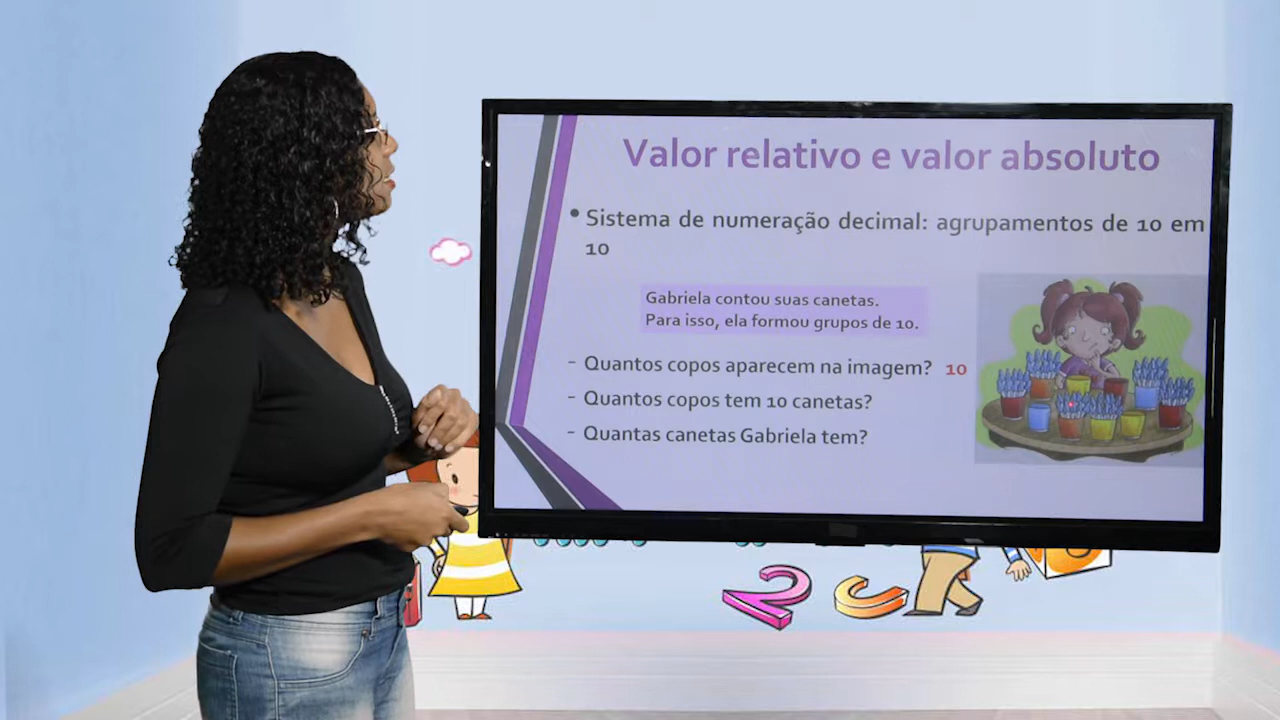 Valor relativo e valor absoluto
• Sistema de numeração decimal: agrupamentos de 10 em
10
Gabriela contou suas canetas.
Para isso, ela formou grupos de 10.
- Quantos copos aparecem na imagem? 10
- Quantos copos tem 10 canetas?
- Quantas canetas Gabriela tem?
2